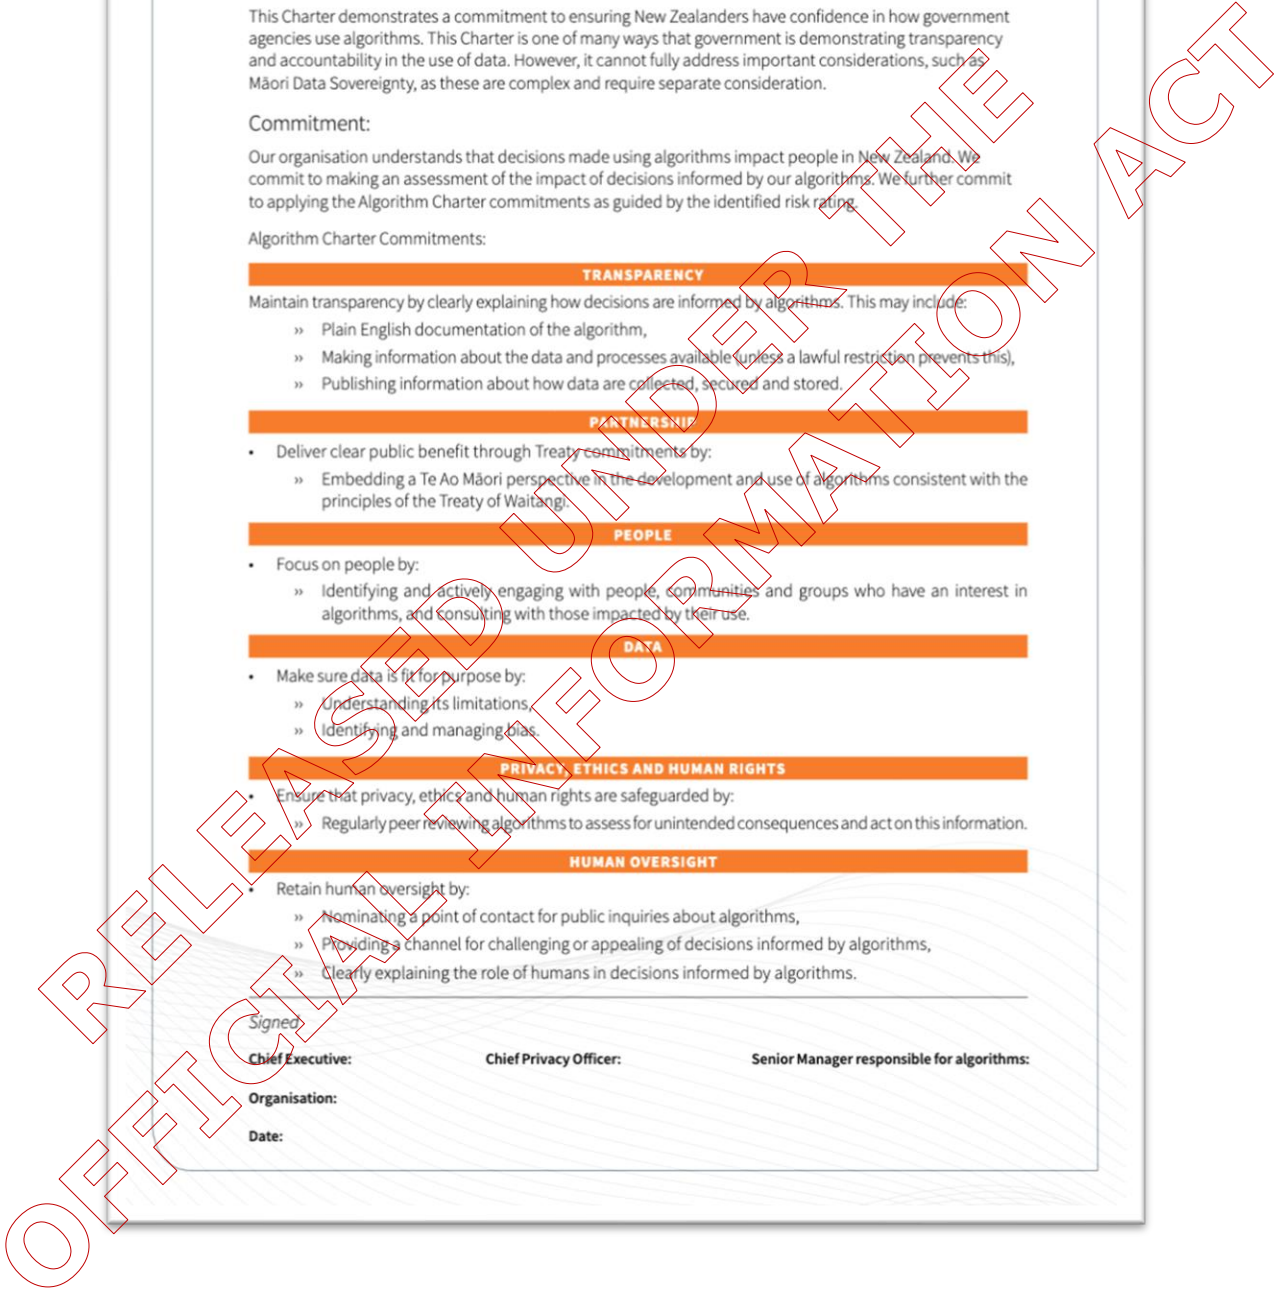 This Charter demonstrates a commitment to ensuring New Zealanders have confidence in how government
agencies use algorithms. This Charter is one of many ways that government is demonstrating transparency
and accountability in the use of data. However, it cannot fully address important considerations, such as
Māori Data Sovereignty, as these are complex and require separate consideration.
Commitment:
Our organisation understands that decisions made using algorithms impact people in New Zealand. We
commit to making an assessment of the impact of decisions informed by our algorithms. We further commit
to applying the Algorithm Charter commitments as guided by the identified risk rating.
Algorithm Charter Commitments:
TRANSPARENCY
Maintain transparency by clearly explaining how decisions are informed by algorithms. This may include:
» Plain English documentation of the algorithm,
» Making information about the data and processes available (unless a lawful restriction prevents this),
» Publishing information about how data are collected, secured and stored.
PARTNERSHIP
• Deliver clear public benefit through Treaty commitments by:
» Embedding a Te Ao Māori perspective in the development and use of algorithms consistent with the
principles of the Treaty of Waitangi.
PEOPLE
• Focus on people by:
» Identifying and actively engaging with people, communities and groups who have an interest in
algorithms, and consulting with those impacted by their use.
DATA
• Make sure data is fit for purpose by:
» Understanding its limitations,
» Identifying and managing bias.
PRIVACY, ETHICS AND HUMAN RIGHTS
• Ensure that privacy, ethics and human rights are safeguarded by:
» Regularly peer reviewing algorithms to assess for unintended consequences and act on this information.
HUMAN OVERSIGHT
• Retain human oversight by:
» Nominating a point of contact for public inquiries about algorithms,
» Providing a channel for challenging or appealing of decisions informed by algorithms,
» Clearly explaining the role of humans in decisions informed by algorithms.
Signed
Chief Executive: Chief Privacy Officer: Senior Manager responsible for algorithms:
Organisation:
Date:
RELEASED UNDER THE
OFFICIAL INFORMATION ACT